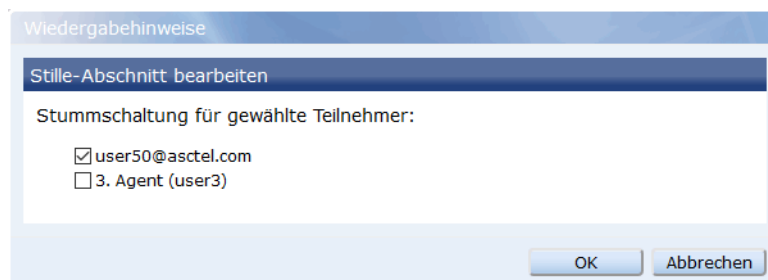 Wiedergabehinweise
Stille-Abschnitt bearbeiten
Stummschaltung für gewählte Teilnehmer:
user50@asctel.com
3. Agent (user3)
OK Abbrechen